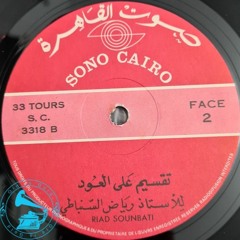 صوت القاهرة
SONO CAIRO
33 TOURS
S. C.
3318 B
FACE
2
تقسيم على العود
للأستاذ رياض السنباطي
RIAD SOUNBATI